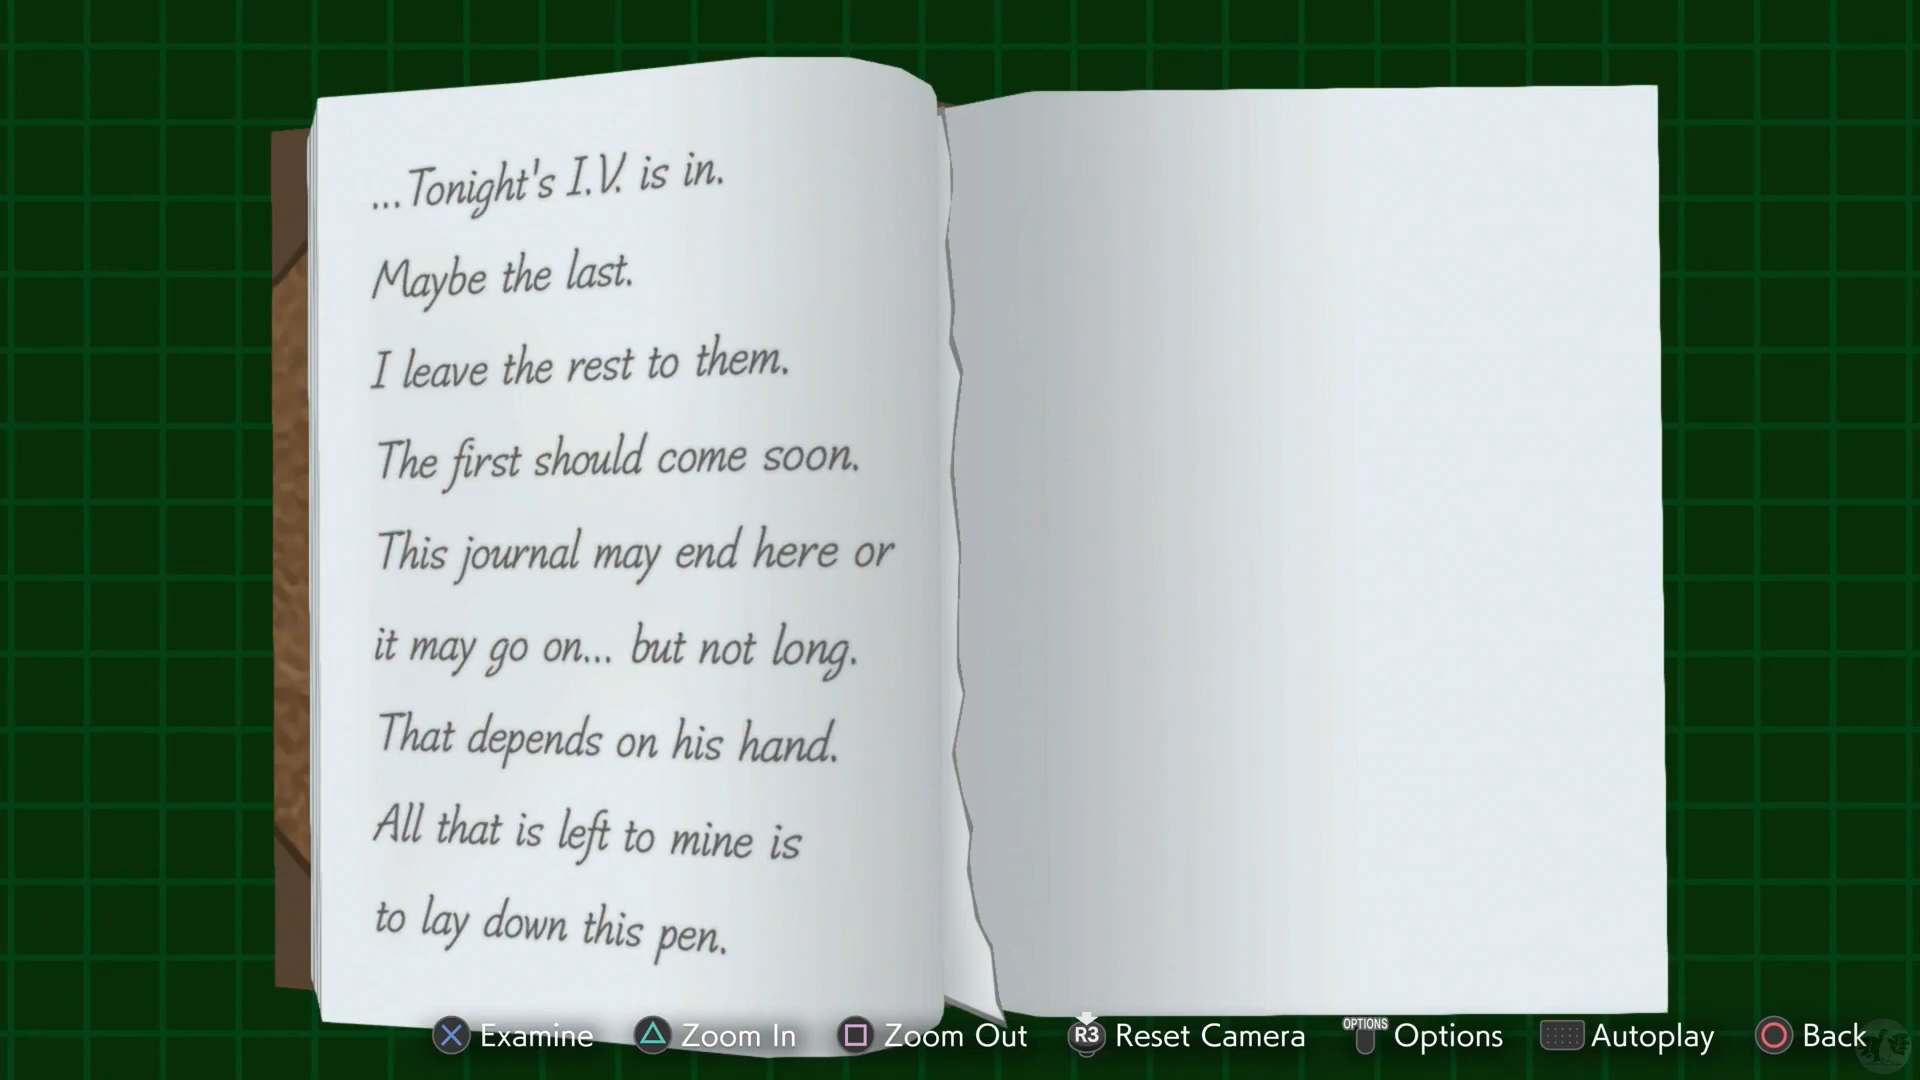 ...Tonight's I.V. is in.
Maybe the last.
I leave the rest to them.
The first should come soon.
This journal may end here or
it may go on... but not long.
That depends on his hand.
All that is left to mine is
to lay down this pen.
Examine Zoom In Zoom Out R3 Reset Camera OPTIONS Options Autoplay Back